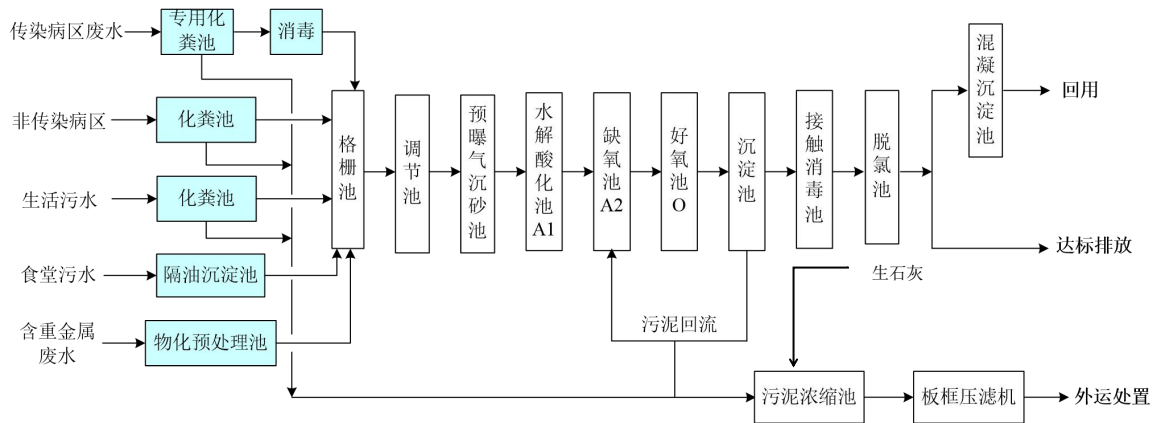 传染病区废水
专用化
粪池
消毒
非传染病区
化粪池
生活污水
化粪池
食堂污水
隔油沉淀池
含重金属
废水
物化预处理池
格栅池
调节池
预曝气沉砂池
水解酸化池A1
缺氧池A2
好氧池O
沉淀池
接触消毒池
脱氯池
混凝沉淀池
回用
达标排放
生石灰
污泥回流
污泥浓缩池
板框压滤机
外运处置